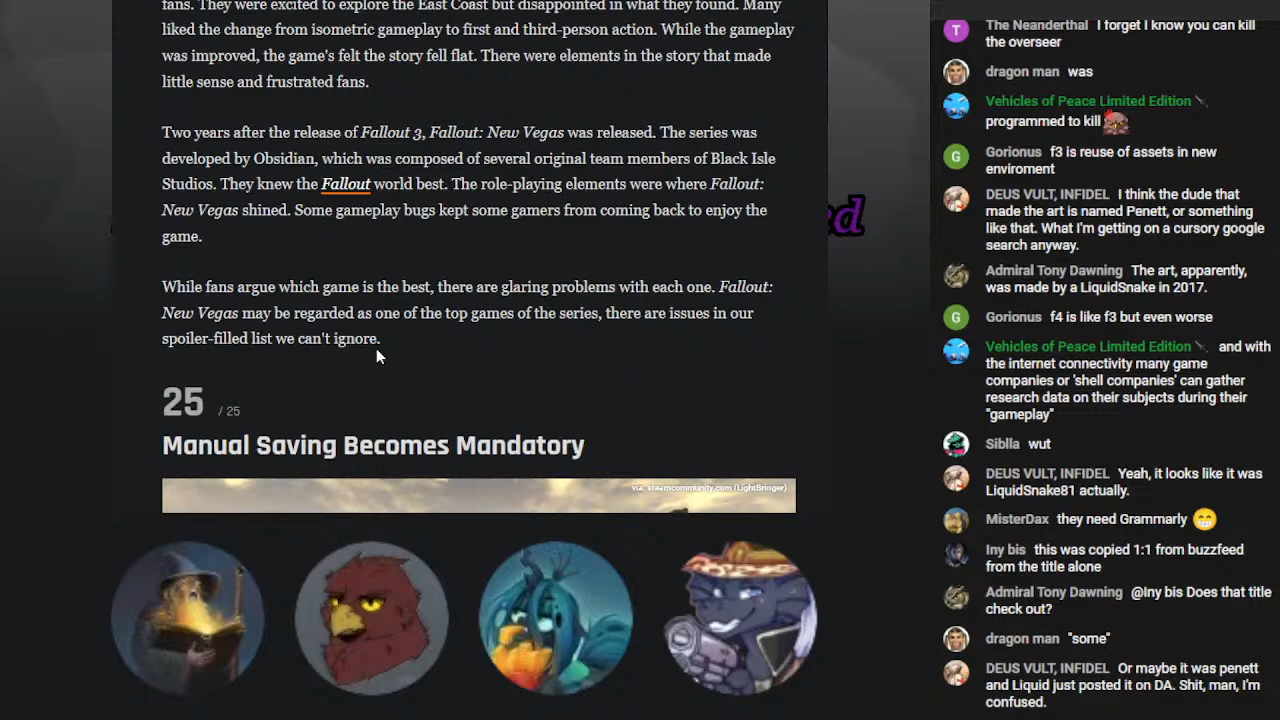 fans. They were excited to explore the East Coast but disappointed in what they found. Many
liked the change from isometric gameplay to first and third-person action. While the gameplay
was improved, the game's felt the story fell flat. There were elements in the story that made
little sense and frustrated fans.
Two years after the release of Fallout 3, Fallout: New Vegas was released. The series was
developed by Obsidian, which was composed of several original team members of Black Isle
Studios. They knew the Fallout world best. The role-playing elements were where Fallout:
New Vegas shined. Some gameplay bugs kept some gamers from coming back to enjoy the
game.
While fans argue which game is the best, there are glaring problems with each one. Fallout:
New Vegas may be regarded as one of the top games of the series, there are issues in our
spoiler-filled list we can't ignore.
25 / 25
Manual Saving Becomes Mandatory
via: steamcommunity.com (LightBringer)
ed
T
The Neanderthal I forget I know you can kill
the overseer
dragon man was
Vehicles of Peace Limited Edition
programmed to kill
G
Gorionus f3 is reuse of assets in new
enviroment
DEUS VULT, INFIDEL I think the dude that
made the art is named Penett, or something
like that. What I'm getting on a cursory google
search anyway.
Admiral Tony Dawning The art, apparently,
was made by a LiquidSnake in 2017.
G
Gorionus f4 is like f3 but even worse
Vehicles of Peace Limited Edition and with
the internet connectivity many game
companies or 'shell companies' can gather
research data on their subjects during their
"gameplay"
Siblla wut
DEUS VULT, INFIDEL Yeah, it looks like it was
LiquidSnake81 actually.
MisterDax they need Grammarly
Iny bis this was copied 1:1 from buzzfeed
from the title alone
Admiral Tony Dawning @Iny bis Does that title
check out?
dragon man "some"
DEUS VULT, INFIDEL Or maybe it was penett
and Liquid just posted it on DA. Shit, man, I'm
confused.